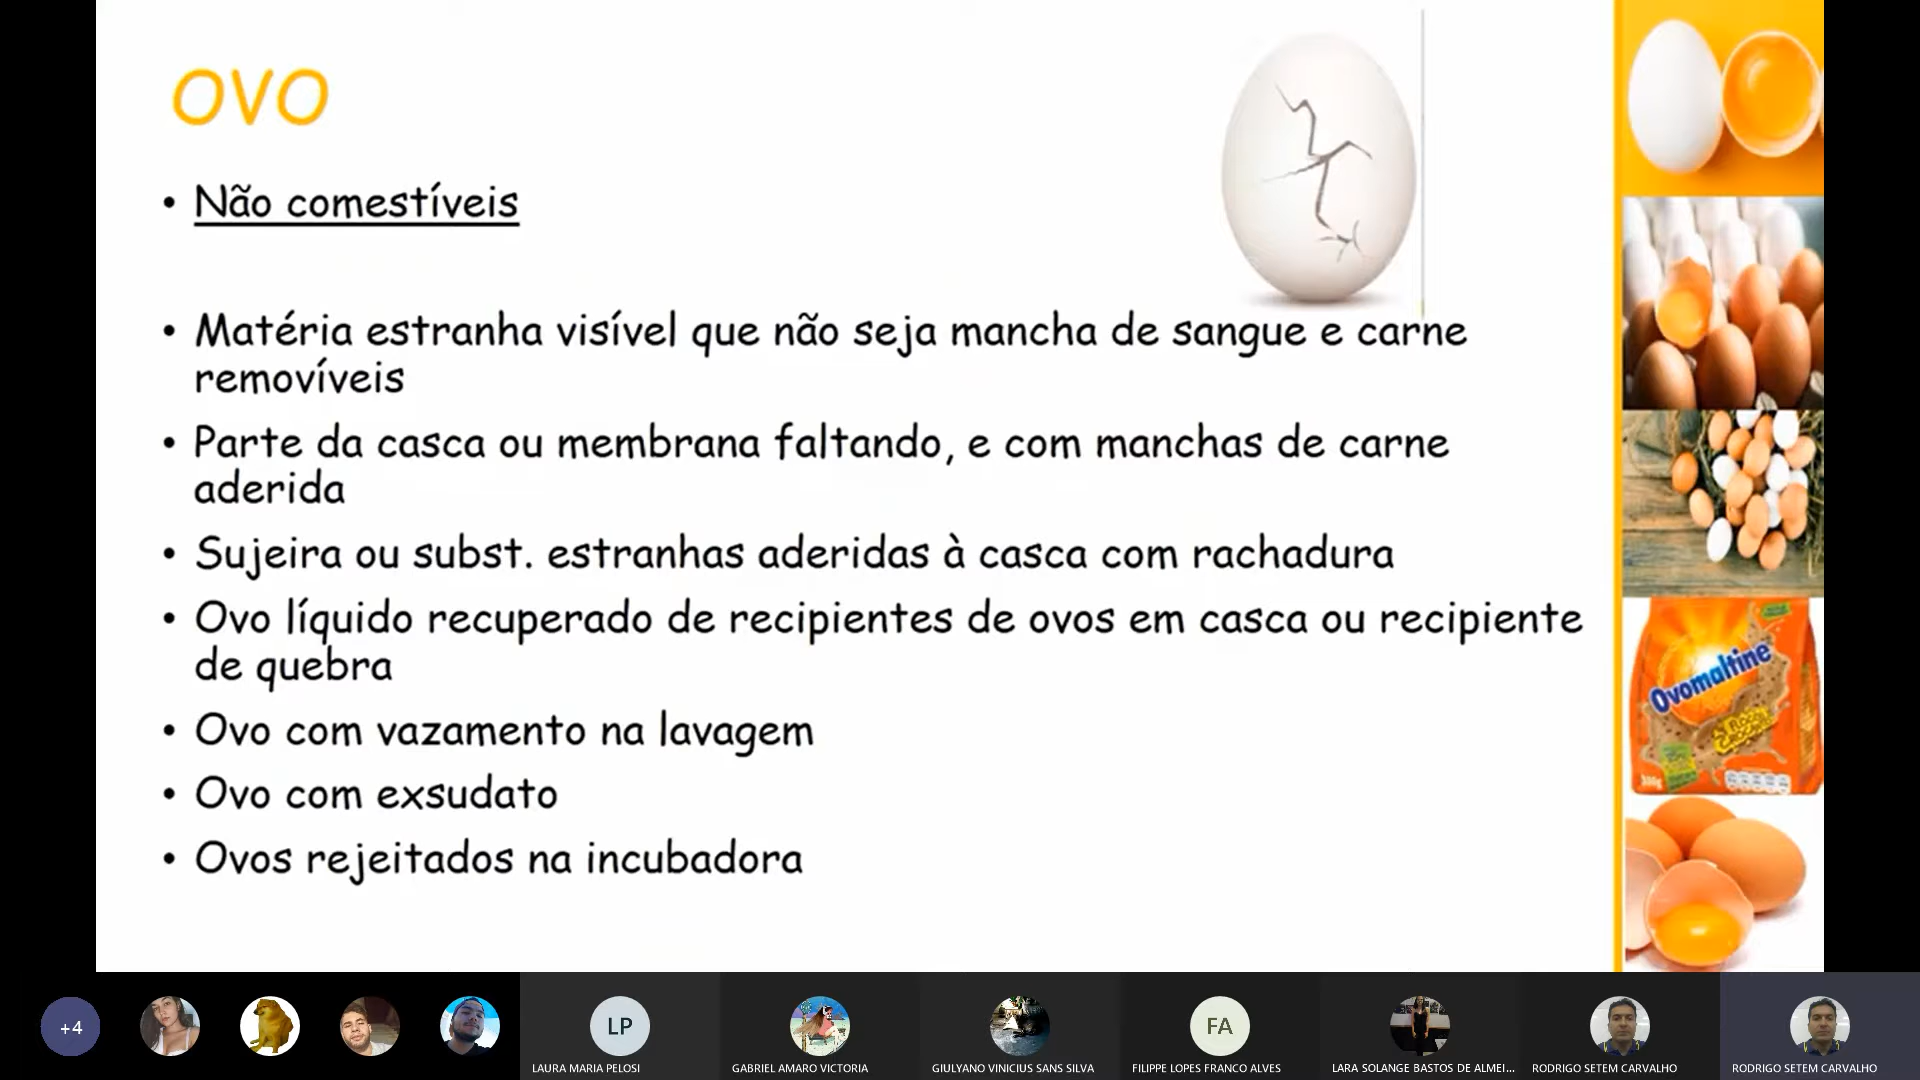 OVO
• Não comestíveis
• Matéria estranha visível que não seja mancha de sangue e carne
removíveis
• Parte da casca ou membrana faltando, e com manchas de carne
aderida
• Sujeira ou subst. estranhas aderidas à casca com rachadura
• Ovo líquido recuperado de recipientes de ovos em casca ou recipiente
de quebra
• Ovo com vazamento na lavagem
• Ovo com exsudato
• Ovos rejeitados na incubadora
Ovomaltine
+4
LP
FA
LAURA MARIA PELOSI
GABRIEL AMARO VICTORIA
GIULYANO VINICIUS SANS SILVA
FILIPPE LOPES FRANCO ALVES
LARA SOLANGE BASTOS DE ALMEI...
RODRIGO SETEM CARVALHO
RODRIGO SETEM CARVALHO